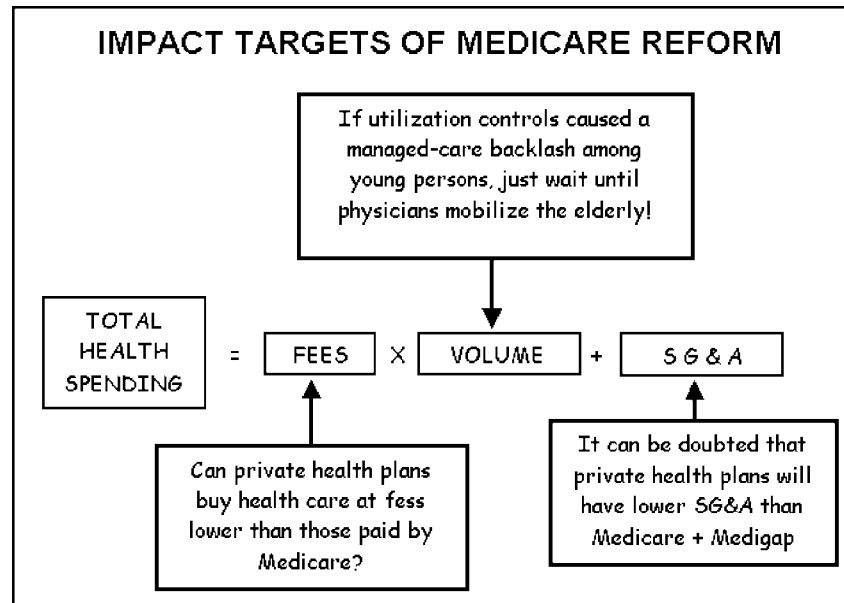 IMPACT TARGETS OF MEDICARE REFORM
If utilization controls caused a
managed-care backlash among
young persons, just wait until
physicians mobilize the elderly!
TOTAL
HEALTH
SPENDING
= FEES X VOLUME + S G & A
Can private health plans
buy health care at fess
lower than those paid by
Medicare?
It can be doubted that
private health plans will
have lower SG&A than
Medicare + Medigap